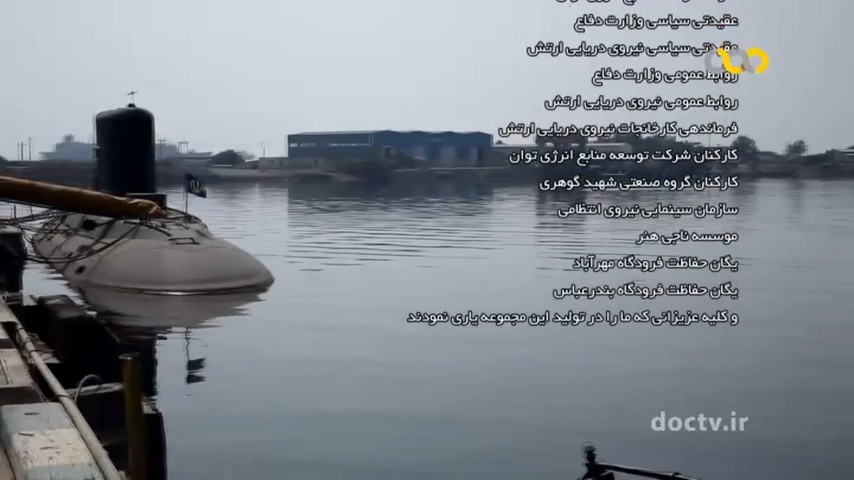 عقیدتی سیاسی وزارت دفاع
عقیدتی سیاسی نیروی دریایی ارتش
روابط عمومی وزارت دفاع
روابط عمومی نیروی دریایی ارتش
فرماندهی کارخانجات نیروی دریایی ارتش
کارکنان شرکت توسعه منابع انرژی توان
کارکنان گروه صنعتی شهید گوهری
سازمان سینمایی نیروی انتظامی
موسسه ناجی هنر
یگان حفاظت فرودگاه مهرآباد
یگان حفاظت فرودگاه بندرعباس
و کلیه عزیزانی که ما را در تولید این مجموعه یاری نمودند
doctv.ir